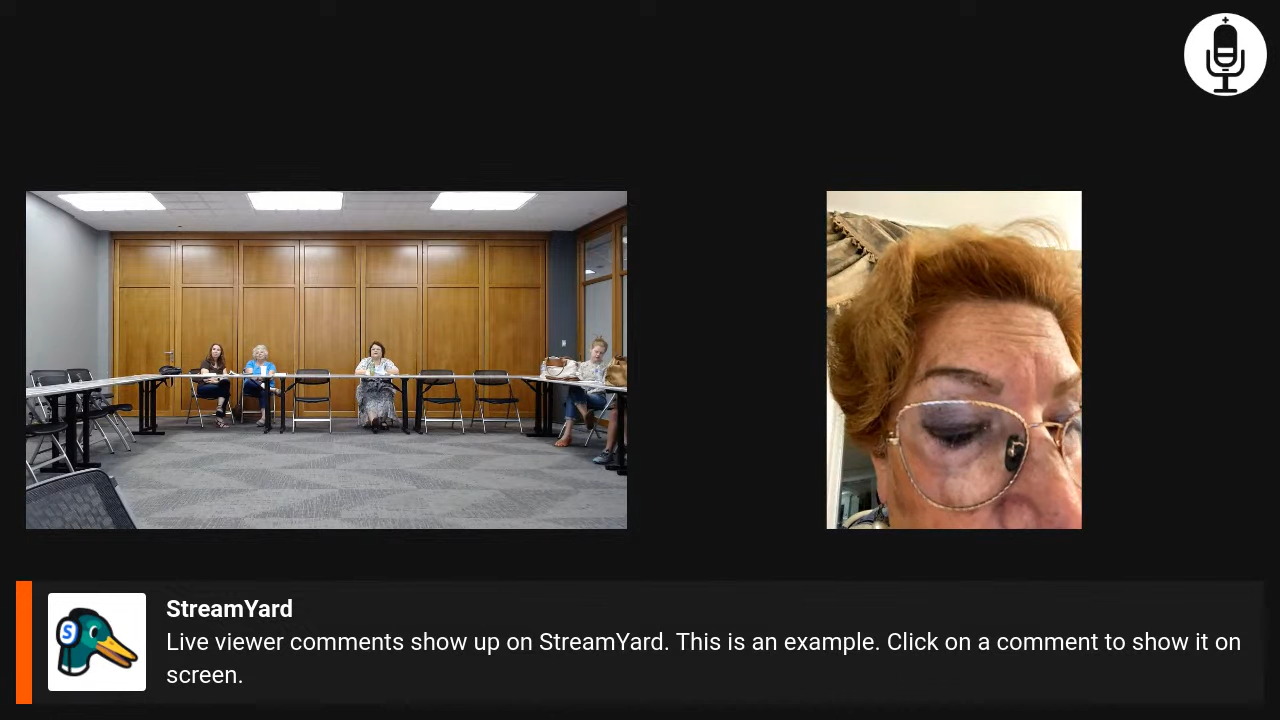 StreamYard
Live viewer comments show up on StreamYard. This is an example. Click on a comment to show it on
screen.
S